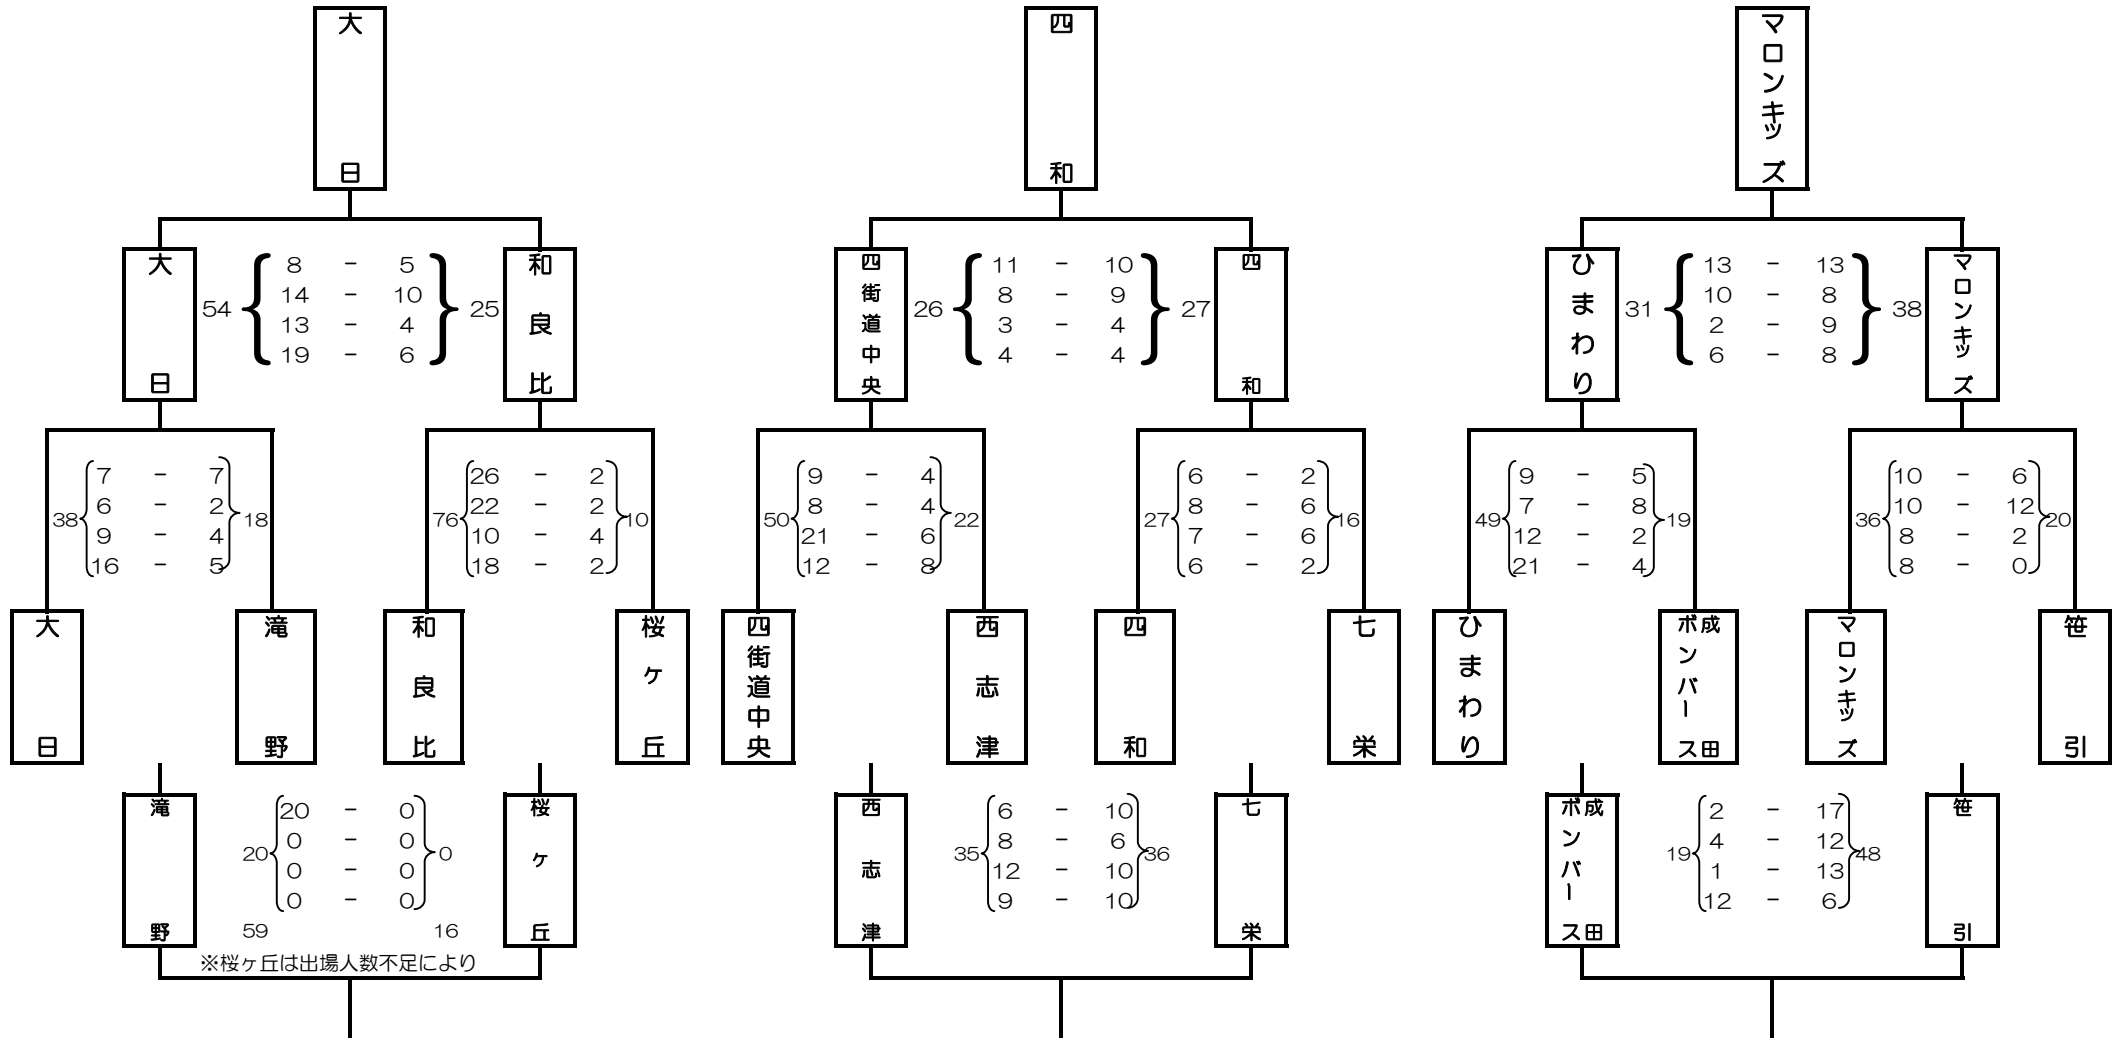 大日
四和
マロンキッズ
大日
54
8 - 5
14 - 10
13 - 4
19 - 6
25
和良比
四街道中央
26
11 - 10
8 - 9
3 - 4
4 - 4
27
四和
ひまわり
31
13 - 13
10 - 8
2 - 9
6 - 8
38
マロンキッズ
38
7 - 7
6 - 2
9 - 4
16 - 5
18
76
26 - 2
22 - 2
10 - 4
18 - 2
10
50
9 - 4
8 - 4
21 - 6
12 - 8
22
27
6 - 2
8 - 6
7 - 6
6 - 2
16
49
9 - 5
7 - 8
12 - 2
21 - 4
19
36
10 - 6
10 - 12
8 - 2
8 - 0
20
大日
滝野
和良比
桜ヶ丘
四街道中央
西志津
四和
七栄
ひまわり
成田
ボンバース
マロンキッズ
笹引
滝野
20
20 - 0
0 - 0
0 - 0
0 - 0
0
59 16
桜ヶ丘
※桜ヶ丘は出場人数不足により
西志津
35
6 - 10
8 - 6
12 - 10
9 - 10
36
七栄
成田
ボンバース
19
2 - 17
4 - 12
1 - 13
12 - 6
48
笹引